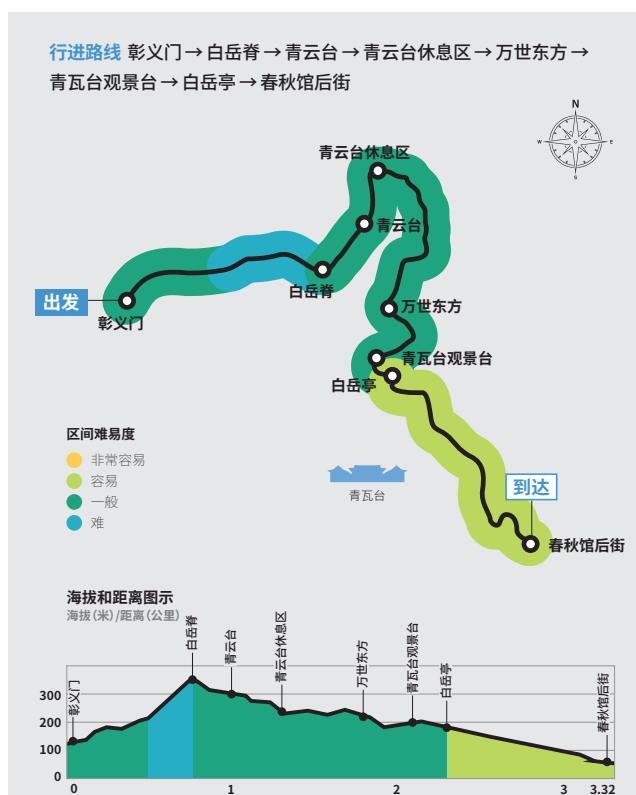 行进路线 彰义门→白岳脊→青云台→青云台休息区→万世东方→
青瓦台观景台→白岳亭→春秋馆后街
N
W
E
S
青云台休息区
青云台
白岳脊
出发
彰义门
万世东方
青瓦台观景台
白岳亭
区间难易度
非常容易
容易
一般
难
青瓦台
到达
春秋馆后街
海拔和距离图示
海拔(米)/距离(公里)
彰义门
白岳脊
青云台
青云台休息区
万世东方
青瓦台观景台
白岳亭
春秋馆后街
300
200
100
0
0 1 2 3 3.32